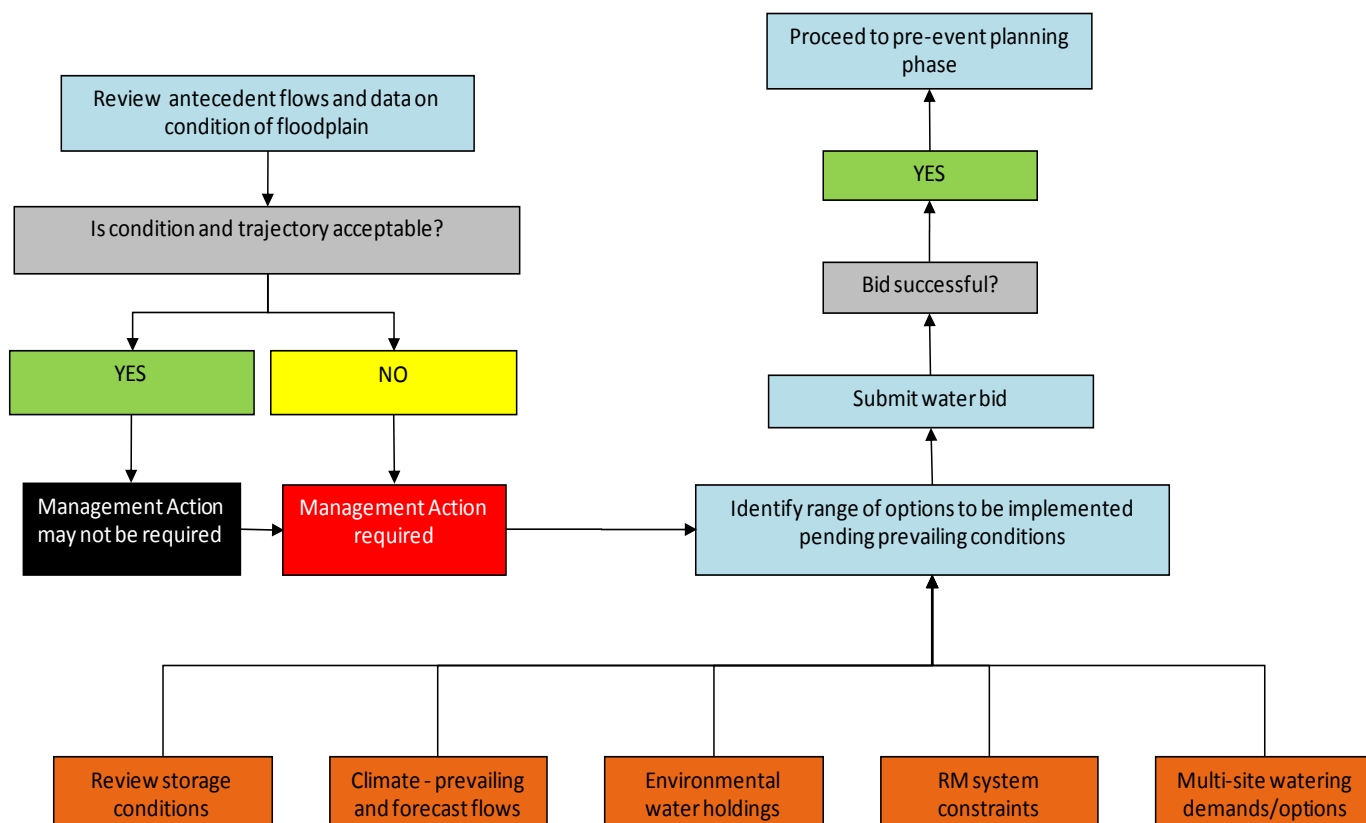 Proceed to pre-event planning
phase
Review antecedent flows and data on
condition of floodplain
YES
Is condition and trajectory acceptable?
Bid successful?
YES
NO
Submit water bid
Management Action
may not be required
Management Action
required
Identify range of options to be implemented
pending prevailing conditions
Review storage
conditions
Climate - prevailing
and forecast flows
Environmental
water holdings
RM system
constraints
Multi-site watering
demands/options